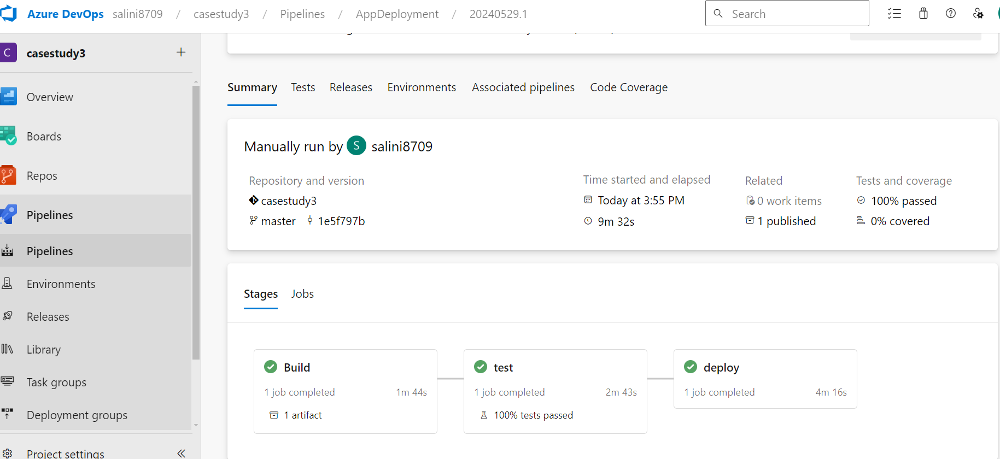 Azure DevOps salini8709 / casestudy3 / Pipelines / AppDeployment / 20240529.1
Search
C casestudy3 +
Overview
Boards
Repos
Pipelines
Pipelines
Environments
Releases
Library
Task groups
Deployment groups
Project settings
Summary Tests Releases Environments Associated pipelines Code Coverage
Manually run by S salini8709
Repository and version
casestudy3
master 1e5f797b
Time started and elapsed
Today at 3:55 PM
9m 32s
Related
0 work items
1 published
Tests and coverage
100% passed
0% covered
Stages Jobs
Build
1 job completed 1m 44s
1 artifact
test
1 job completed 2m 43s
100% tests passed
deploy
1 job completed 4m 16s